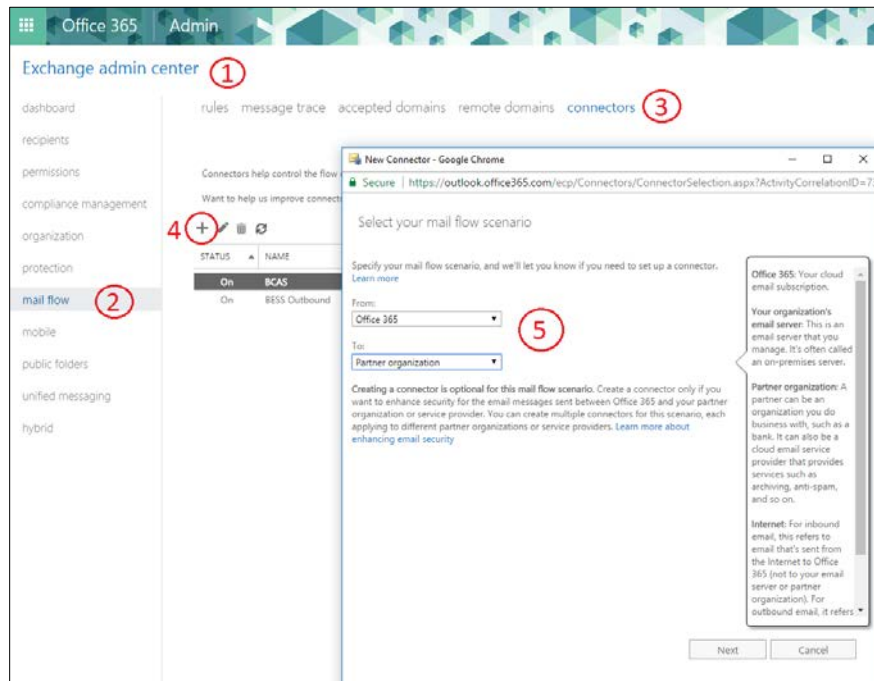 Office 365 Admin
Exchange admin center 1
dashboard
recipients
permissions
compliance management
organization
protection
mail flow 2
mobile
public folders
unified messaging
hybrid
rules message trace accepted domains remote domains connectors 3
Connectors help control the flow
Want to help us improve connect
4
STATUS NAME
On BCAS
On BESS Outbound
New Connector - Google Chrome
Secure https://outlook.office365.com/ecp/Connectors/ConnectorSelection.aspx?ActivityCorrelationID=7
Select your mail flow scenario
Specify your mail flow scenario, and we'll let you know if you need to set up a connector.
Learn more
From:
Office 365
5
To:
Partner organization
Creating a connector is optional for this mail flow scenario. Create a connector only if you
want to enhance security for the email messages sent between Office 365 and your partner
organization or service provider. You can create multiple connectors for this scenario, each
applying to different partner organizations or service providers. Learn more about
enhancing email security
Office 365: Your cloud
email subscription.
Your organization's
email server: This is an
email server that you
manage. It's often called
an on-premises server.
Partner organization: A
partner can be an
organization you do
business with, such as a
bank. It can also be a
cloud email service
provider that provides
services such as
archiving, anti-spam,
and so on.
Internet: For inbound
email, this refers to
email that's sent from
the Internet to Office
365 (not to your email
server or partner
organization). For
outbound email, it refers
Next Cancel